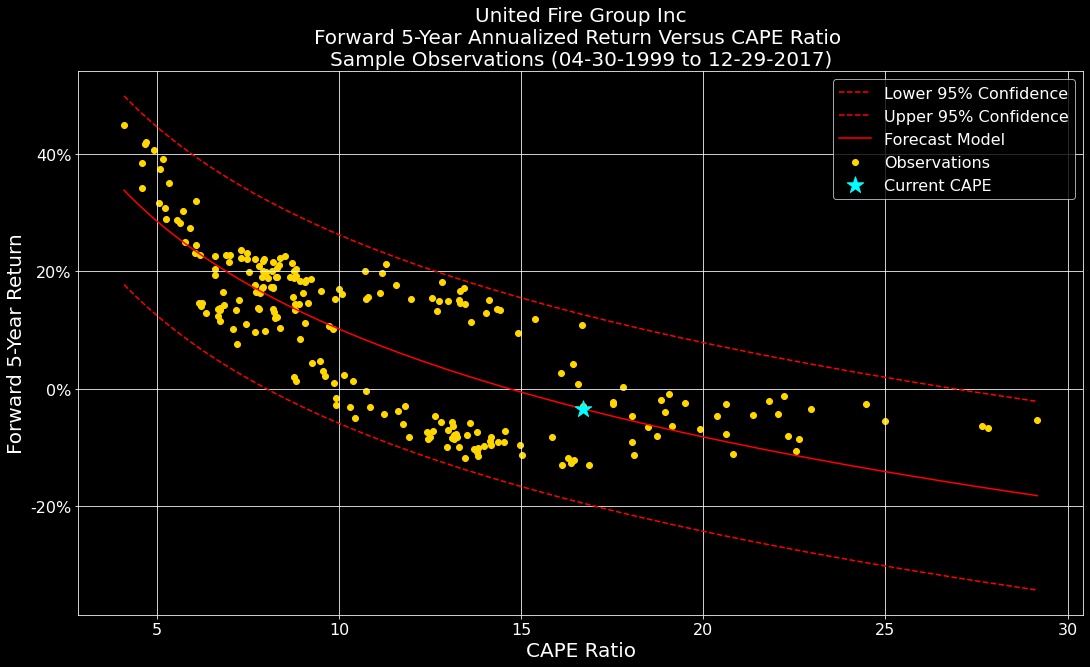 United Fire Group Inc
Forward 5-Year Annualized Return Versus CAPE Ratio
Sample Observations (04-30-1999 to 12-29-2017)
Lower 95% Confidence
Upper 95% Confidence
Forecast Model
Observations
Current CAPE
Forward 5-Year Return
40%
20%
0%
-20%
5
10
15
20
25
30
CAPE Ratio